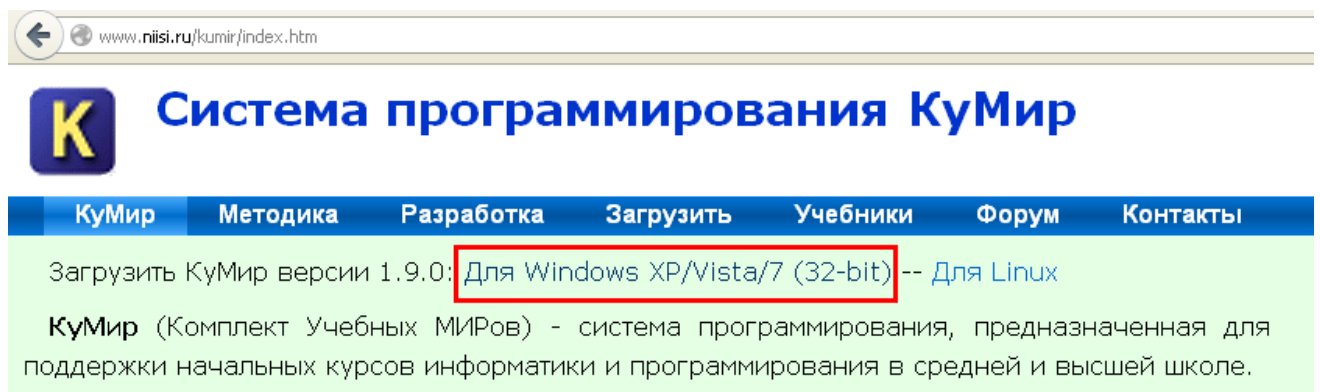 www.niisi.ru/kumir/index.htm
K
Система программирования КуМир
КуМир Методика Разработка Загрузить Учебники Форум Контакты
Загрузить КуМир версии 1.9.0: Для Windows XP/Vista/7 (32-bit) -- Для Linux
КуМир (Комплект Учебных МИРов) - система программирования, предназначенная для
поддержки начальных курсов информатики и программирования в средней и высшей школе.